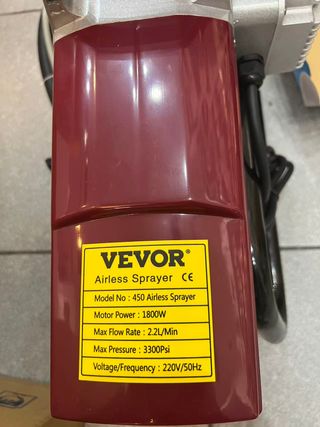 VEVOR®
Airless Sprayer CE
Model No : 450 Airless Sprayer
Motor Power : 1800W
Max Flow Rate : 2.2L/Min
Max Pressure : 3300Psi
Voltage/Frequency : 220V/50Hz